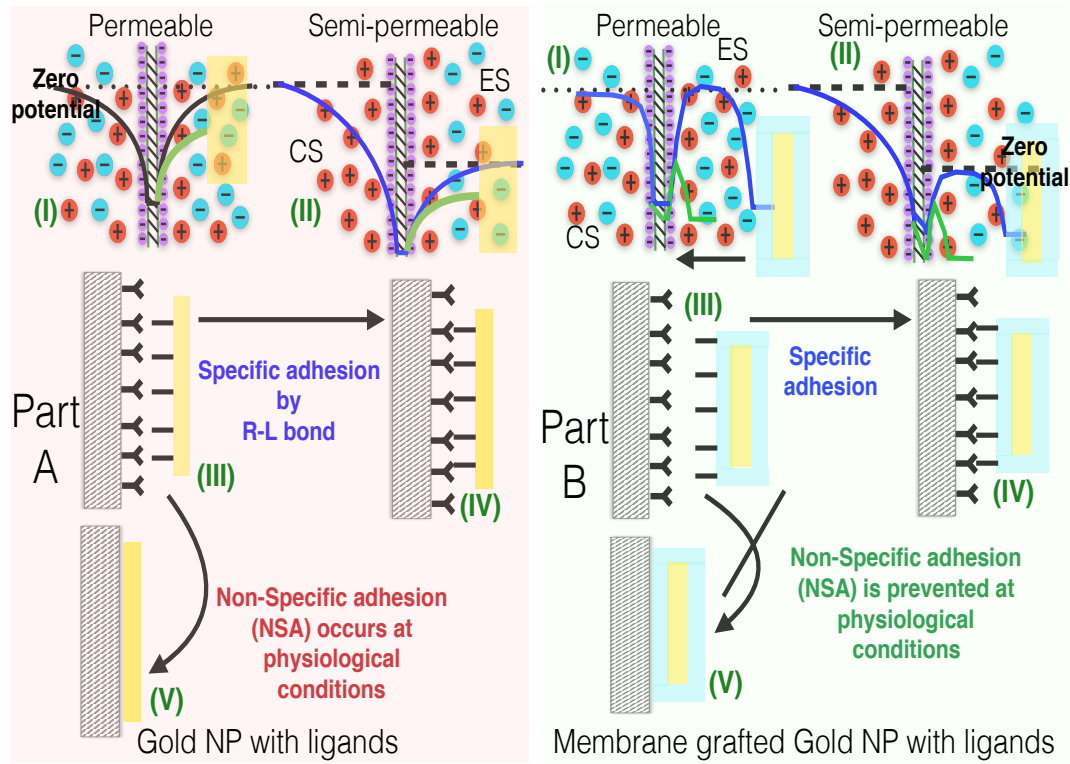 Permeable
Semi-permeable
Zero
potential
ES
CS
(I)
(II)
Part
A
(III)
Specific adhesion
by
R-L bond
(IV)
Non-Specific adhesion
(NSA) occurs at
physiological
conditions
(V)
Gold NP with ligands
Permeable
Semi-permeable
(I)
ES
(II)
Zero
potential
CS
(III)
Part
B
Specific
adhesion
(IV)
Non-Specific adhesion
(NSA) is prevented at
physiological
conditions
(V)
Membrane grafted Gold NP with ligands